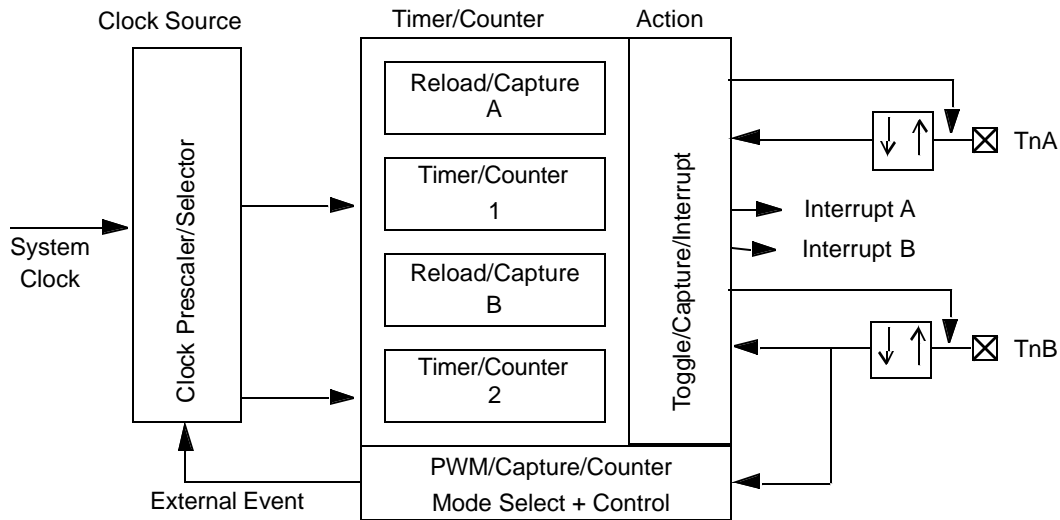 Clock Source
Timer/Counter
Action
Reload/Capture
A
Timer/Counter
1
Reload/Capture
B
Timer/Counter
2
Clock Prescaler/Selector
Toggle/Capture/Interrupt
System
Clock
TnA
Interrupt A
Interrupt B
TnB
PWM/Capture/Counter
Mode Select + Control
External Event